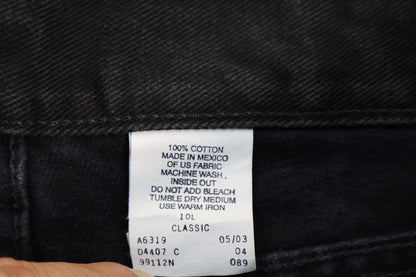 100% COTTON
MADE IN MEXICO
OF US FABRIC
MACHINE WASH,
INSIDE OUT
DO NOT ADD BLEACH
TUMBLE DRY MEDIUM
USE WARM IRON
10L
CLASSIC
A6319 05/03
D4407 C 04
99112N 089